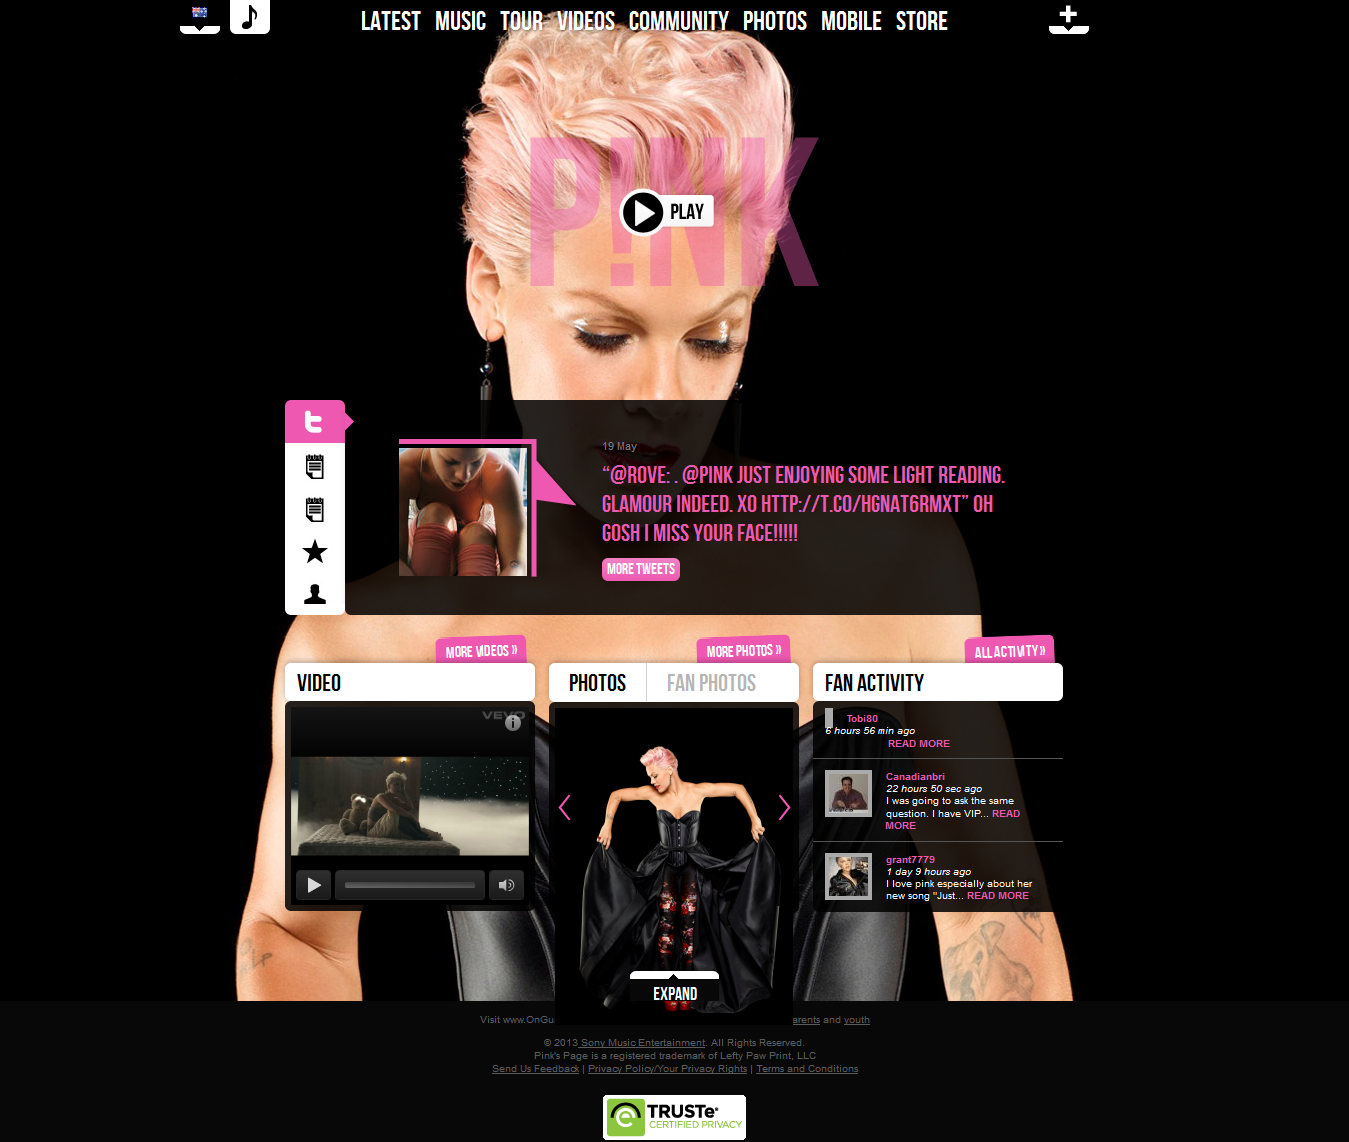 LATEST MUSIC TOUR VIDEOS COMMUNITY PHOTOS MOBILE STORE
P!NK
PLAY
19 May
“@ROVE: . @PINK JUST ENJOYING SOME LIGHT READING.
GLAMOUR INDEED. XO HTTP://T.CO/HGNAT6RMXT” OH
GOSH I MISS YOUR FACE!!!!!
MORE TWEETS
MORE VIDEOS »
MORE PHOTOS »
ALL ACTIVITY »
VIDEO
PHOTOS
FAN PHOTOS
FAN ACTIVITY
VEVO
Tobi80
6 hours 56 min ago
READ MORE
Canadianbri
22 hours 50 sec ago
I was going to ask the same
question. I have VIP... READ
MORE
grant7779
1 day 9 hours ago
I love pink especially about her
new song "Just... READ MORE
EXPAND
Visit www.OnGu
arents and youth
© 2013 Sony Music Entertainment. All Rights Reserved.
Pink's Page is a registered trademark of Lefty Paw Print, LLC
Send Us Feedback | Privacy Policy/Your Privacy Rights | Terms and Conditions
TRUSTe
CERTIFIED PRIVACY